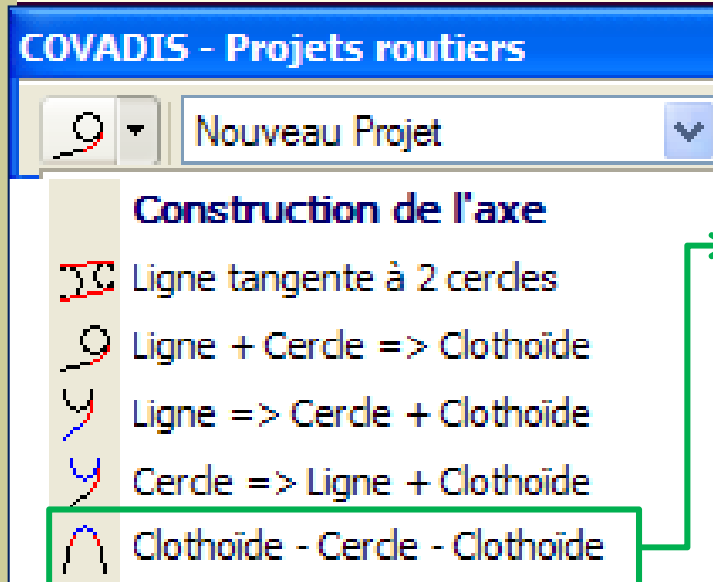 COVADIS - Projets routiers
Nouveau Projet
Construction de l'axe
Ligne tangente à 2 cercles
Ligne + Cercle => Clothoïde
Ligne => Cercle + Clothoïde
Cercle => Ligne + Clothoïde
Clothoïde - Cercle - Clothoïde